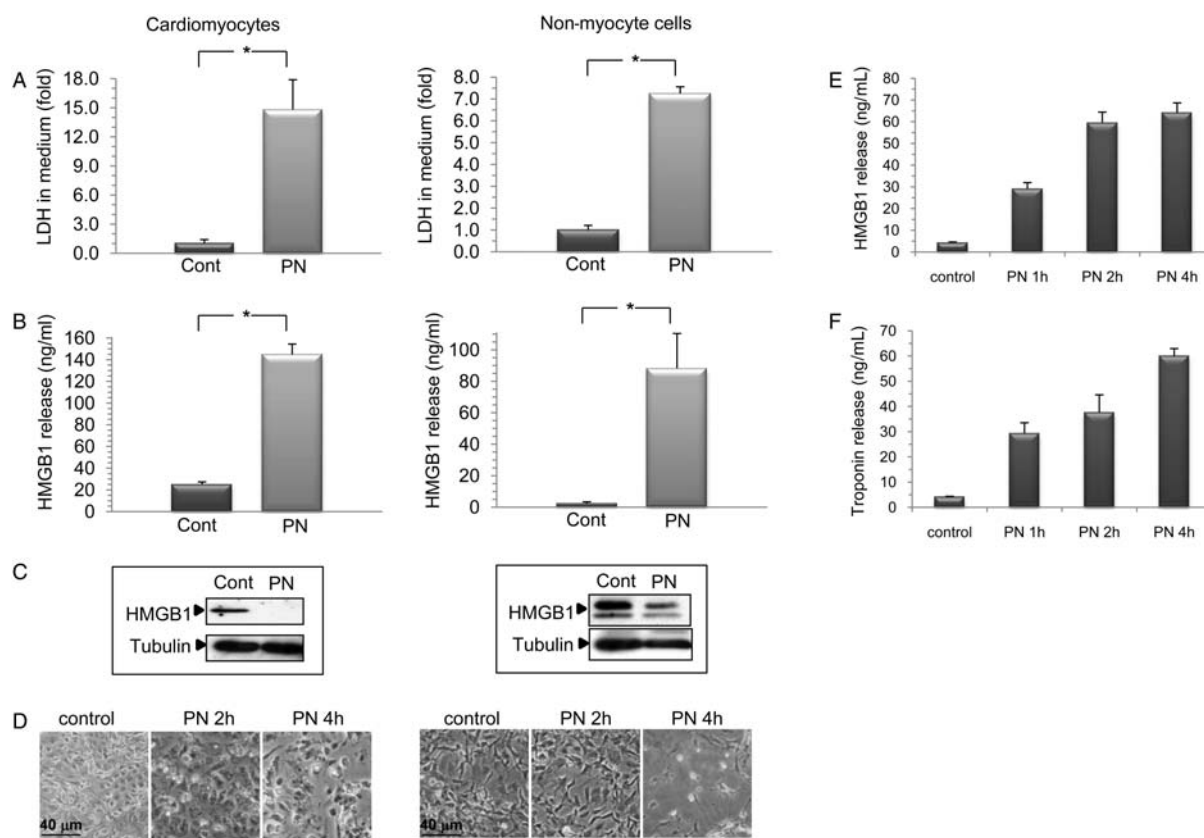 Cardiomyocytes
Non-myocyte cells
A
*
LDH in medium (fold)
18.0
15.0
12.0
9.0
6.0
3.0
0.0
Cont PN
*
LDH in medium (fold)
8.0
7.0
6.0
5.0
4.0
3.0
2.0
1.0
0.0
Cont PN
E
HMGB1 release (ng/mL)
80
70
60
50
40
30
20
10
0
control PN 1h PN 2h PN 4h
B
*
HMGB1 release (ng/ml)
160
140
120
100
80
60
40
20
0
Cont PN
*
HMGB1 release (ng/ml)
100
80
60
40
20
0
Cont PN
F
Troponin release (ng/mL)
70
60
50
40
30
20
10
0
control PN 1h PN 2h PN 4h
C
Cont PN
HMGB1
Tubulin
Cont PN
HMGB1
Tubulin
D
control PN 2h PN 4h
40 µm
control PN 2h PN 4h
40 µm